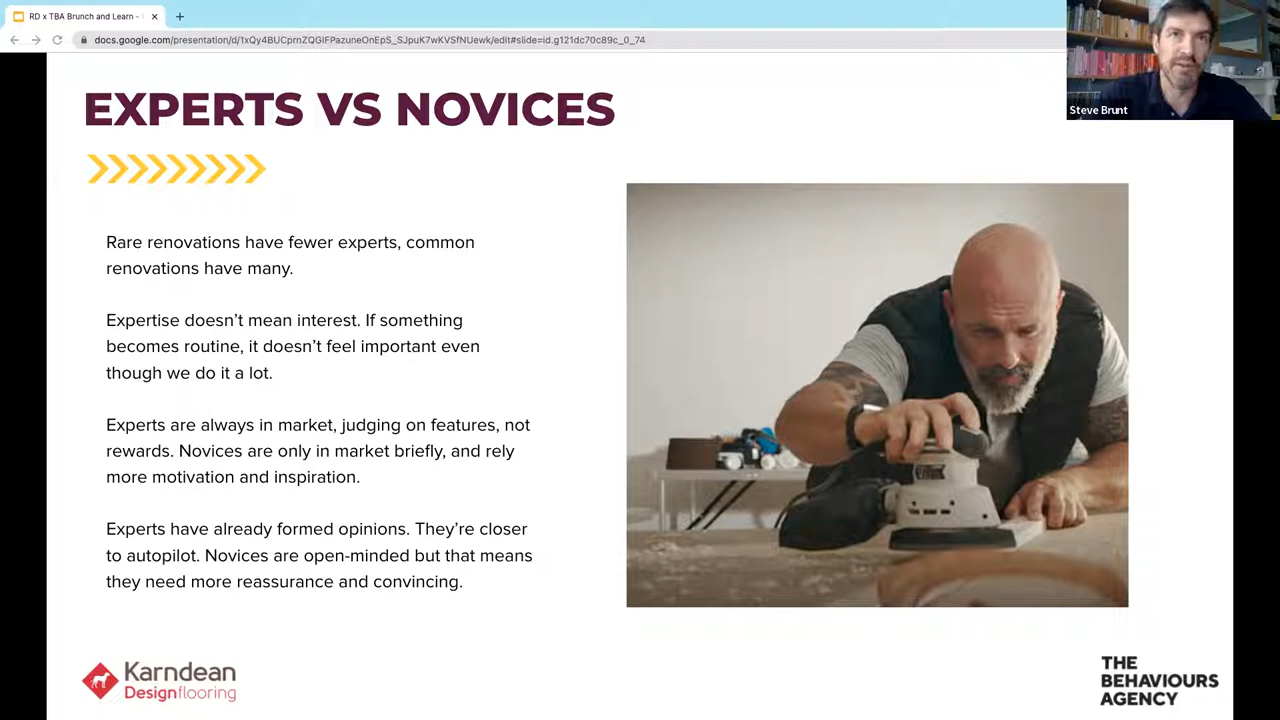 RD x TBA Brunch and Learn -
docs.google.com/presentation/d/1xQy4BUCprnZQGIFPazuneOnEpS_SJpuK7wKVSfNUewk/edit#slide=id.g121dc70c89c_0_74
Steve Brunt
EXPERTS VS NOVICES
Rare renovations have fewer experts, common
renovations have many.
Expertise doesn't mean interest. If something
becomes routine, it doesn't feel important even
though we do it a lot.
Experts are always in market, judging on features, not
rewards. Novices are only in market briefly, and rely
more motivation and inspiration.
Experts have already formed opinions. They're closer
to autopilot. Novices are open-minded but that means
they need more reassurance and convincing.
Karndean
Designflooring
THE
BEHAVIOURS
AGENCY